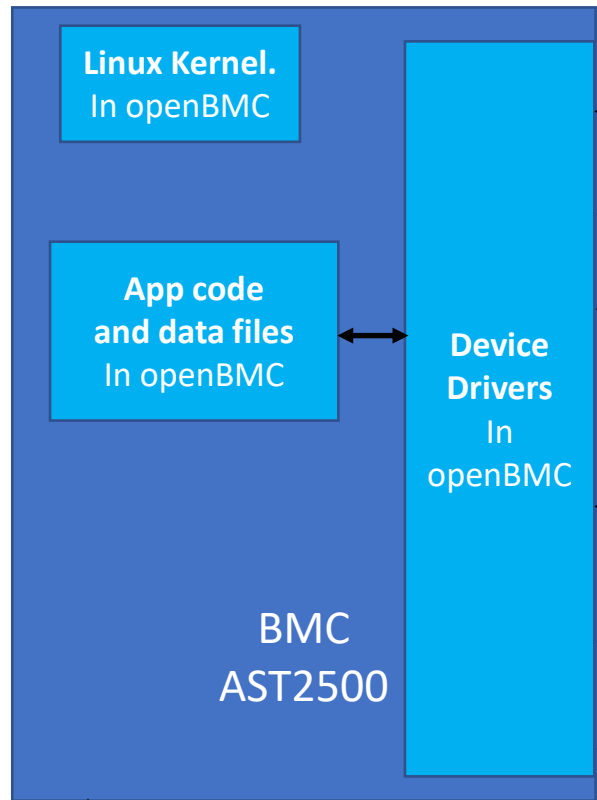 Linux Kernel.
In openBMC
App code
and data files
In openBMC
Device
Drivers
In
openBMC
BMC
AST2500